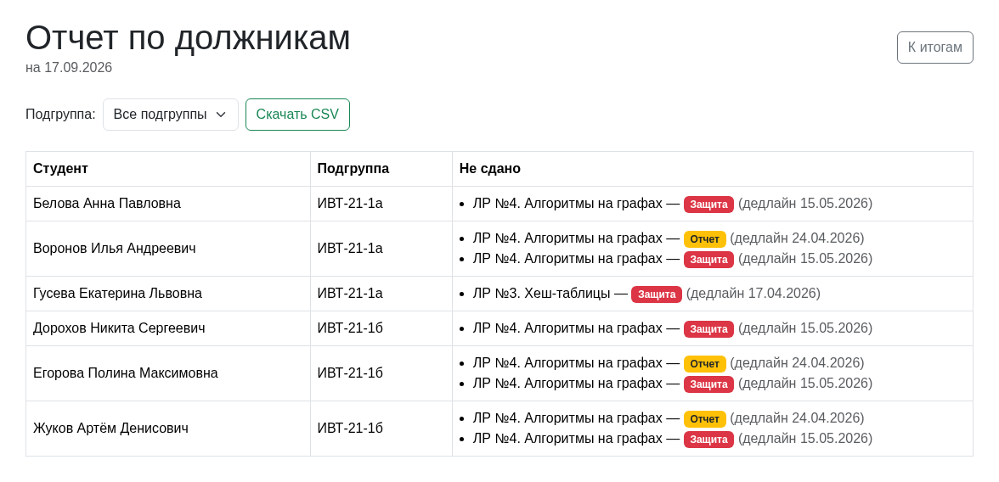 Отчет по должникам
на 17.09.2026
К итогам
Подгруппа: Все подгруппы Скачать CSV
Студент Подгруппа Не сдано
Белова Анна Павловна ИВТ-21-1а • ЛР №4. Алгоритмы на графах — Защита (дедлайн 15.05.2026)
Воронов Илья Андреевич ИВТ-21-1а • ЛР №4. Алгоритмы на графах — Отчет (дедлайн 24.04.2026)
• ЛР №4. Алгоритмы на графах — Защита (дедлайн 15.05.2026)
Гусева Екатерина Львовна ИВТ-21-1а • ЛР №3. Хеш-таблицы — Защита (дедлайн 17.04.2026)
Дорохов Никита Сергеевич ИВТ-21-1б • ЛР №4. Алгоритмы на графах — Защита (дедлайн 15.05.2026)
Егорова Полина Максимовна ИВТ-21-1б • ЛР №4. Алгоритмы на графах — Отчет (дедлайн 24.04.2026)
• ЛР №4. Алгоритмы на графах — Защита (дедлайн 15.05.2026)
Жуков Артём Денисович ИВТ-21-1б • ЛР №4. Алгоритмы на графах — Отчет (дедлайн 24.04.2026)
• ЛР №4. Алгоритмы на графах — Защита (дедлайн 15.05.2026)